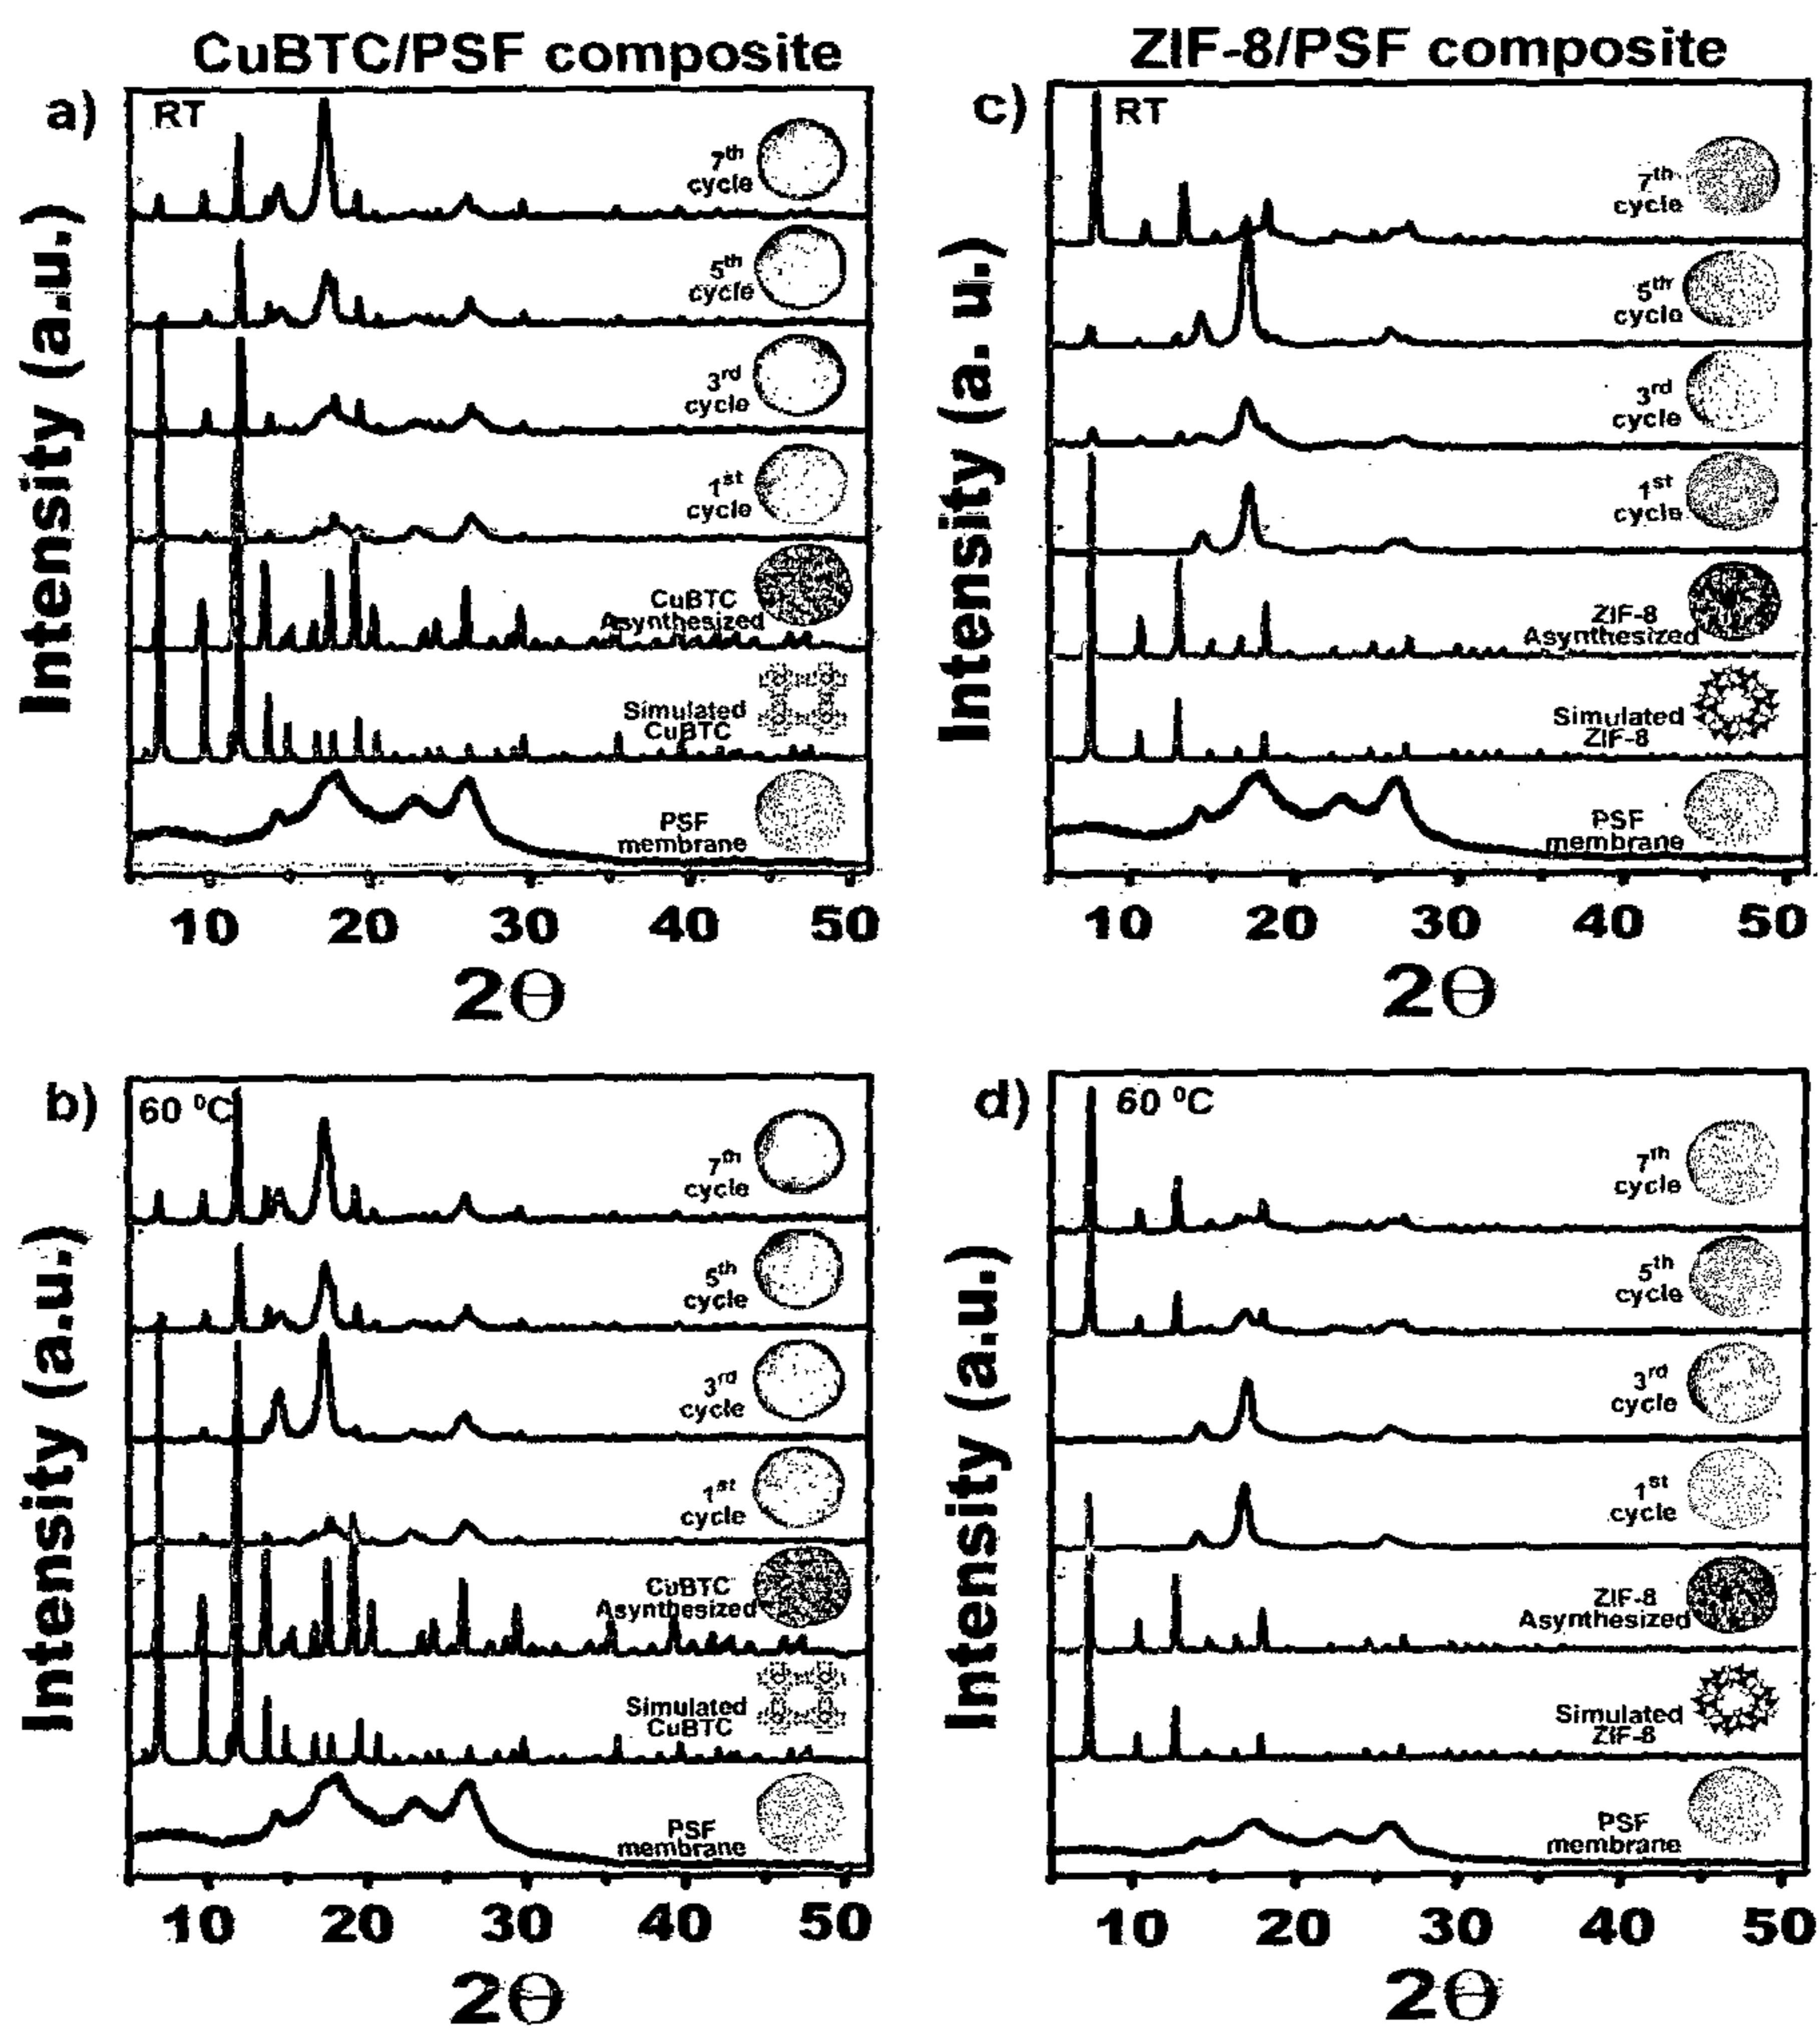 CuBTC/PSF composite
a)
RT
7th
cycle
5th
cycle
3rd
cycle
1st
cycle
CuBTC
Asynthesized
Simulated
CuBTC
PSF
membrane
Intensity (a.u.)
10 20 30 40 50
2Θ
ZIF-8/PSF composite
c)
RT
7th
cycle
5th
cycle
3rd
cycle
1st
cycle
ZIF-8
Asynthesized
Simulated
ZIF-8
PSF
membrane
Intensity (a. u.)
10 20 30 40 50
2Θ
b)
60 ⁰C
7th
cycle
5th
cycle
3rd
cycle
1st
cycle
CuBTC
Asynthesized
Simulated
CuBTC
PSF
membrane
Intensity (a.u.)
10 20 30 40 50
2Θ
d)
60 ⁰C
7th
cycle
5th
cycle
3rd
cycle
1st
cycle
ZIF-8
Asynthesized
Simulated
ZIF-8
PSF
membrane
Intensity (a.u.)
10 20 30 40 50
2Θ